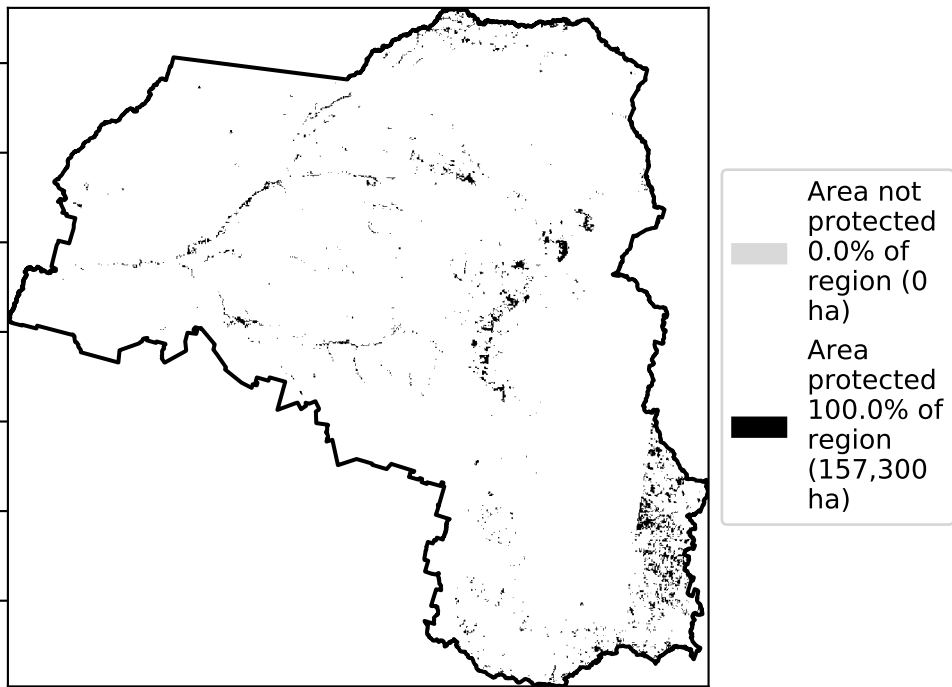 Area not
protected
0.0% of
region (0
ha)
Area
protected
100.0% of
region
(157,300
ha)